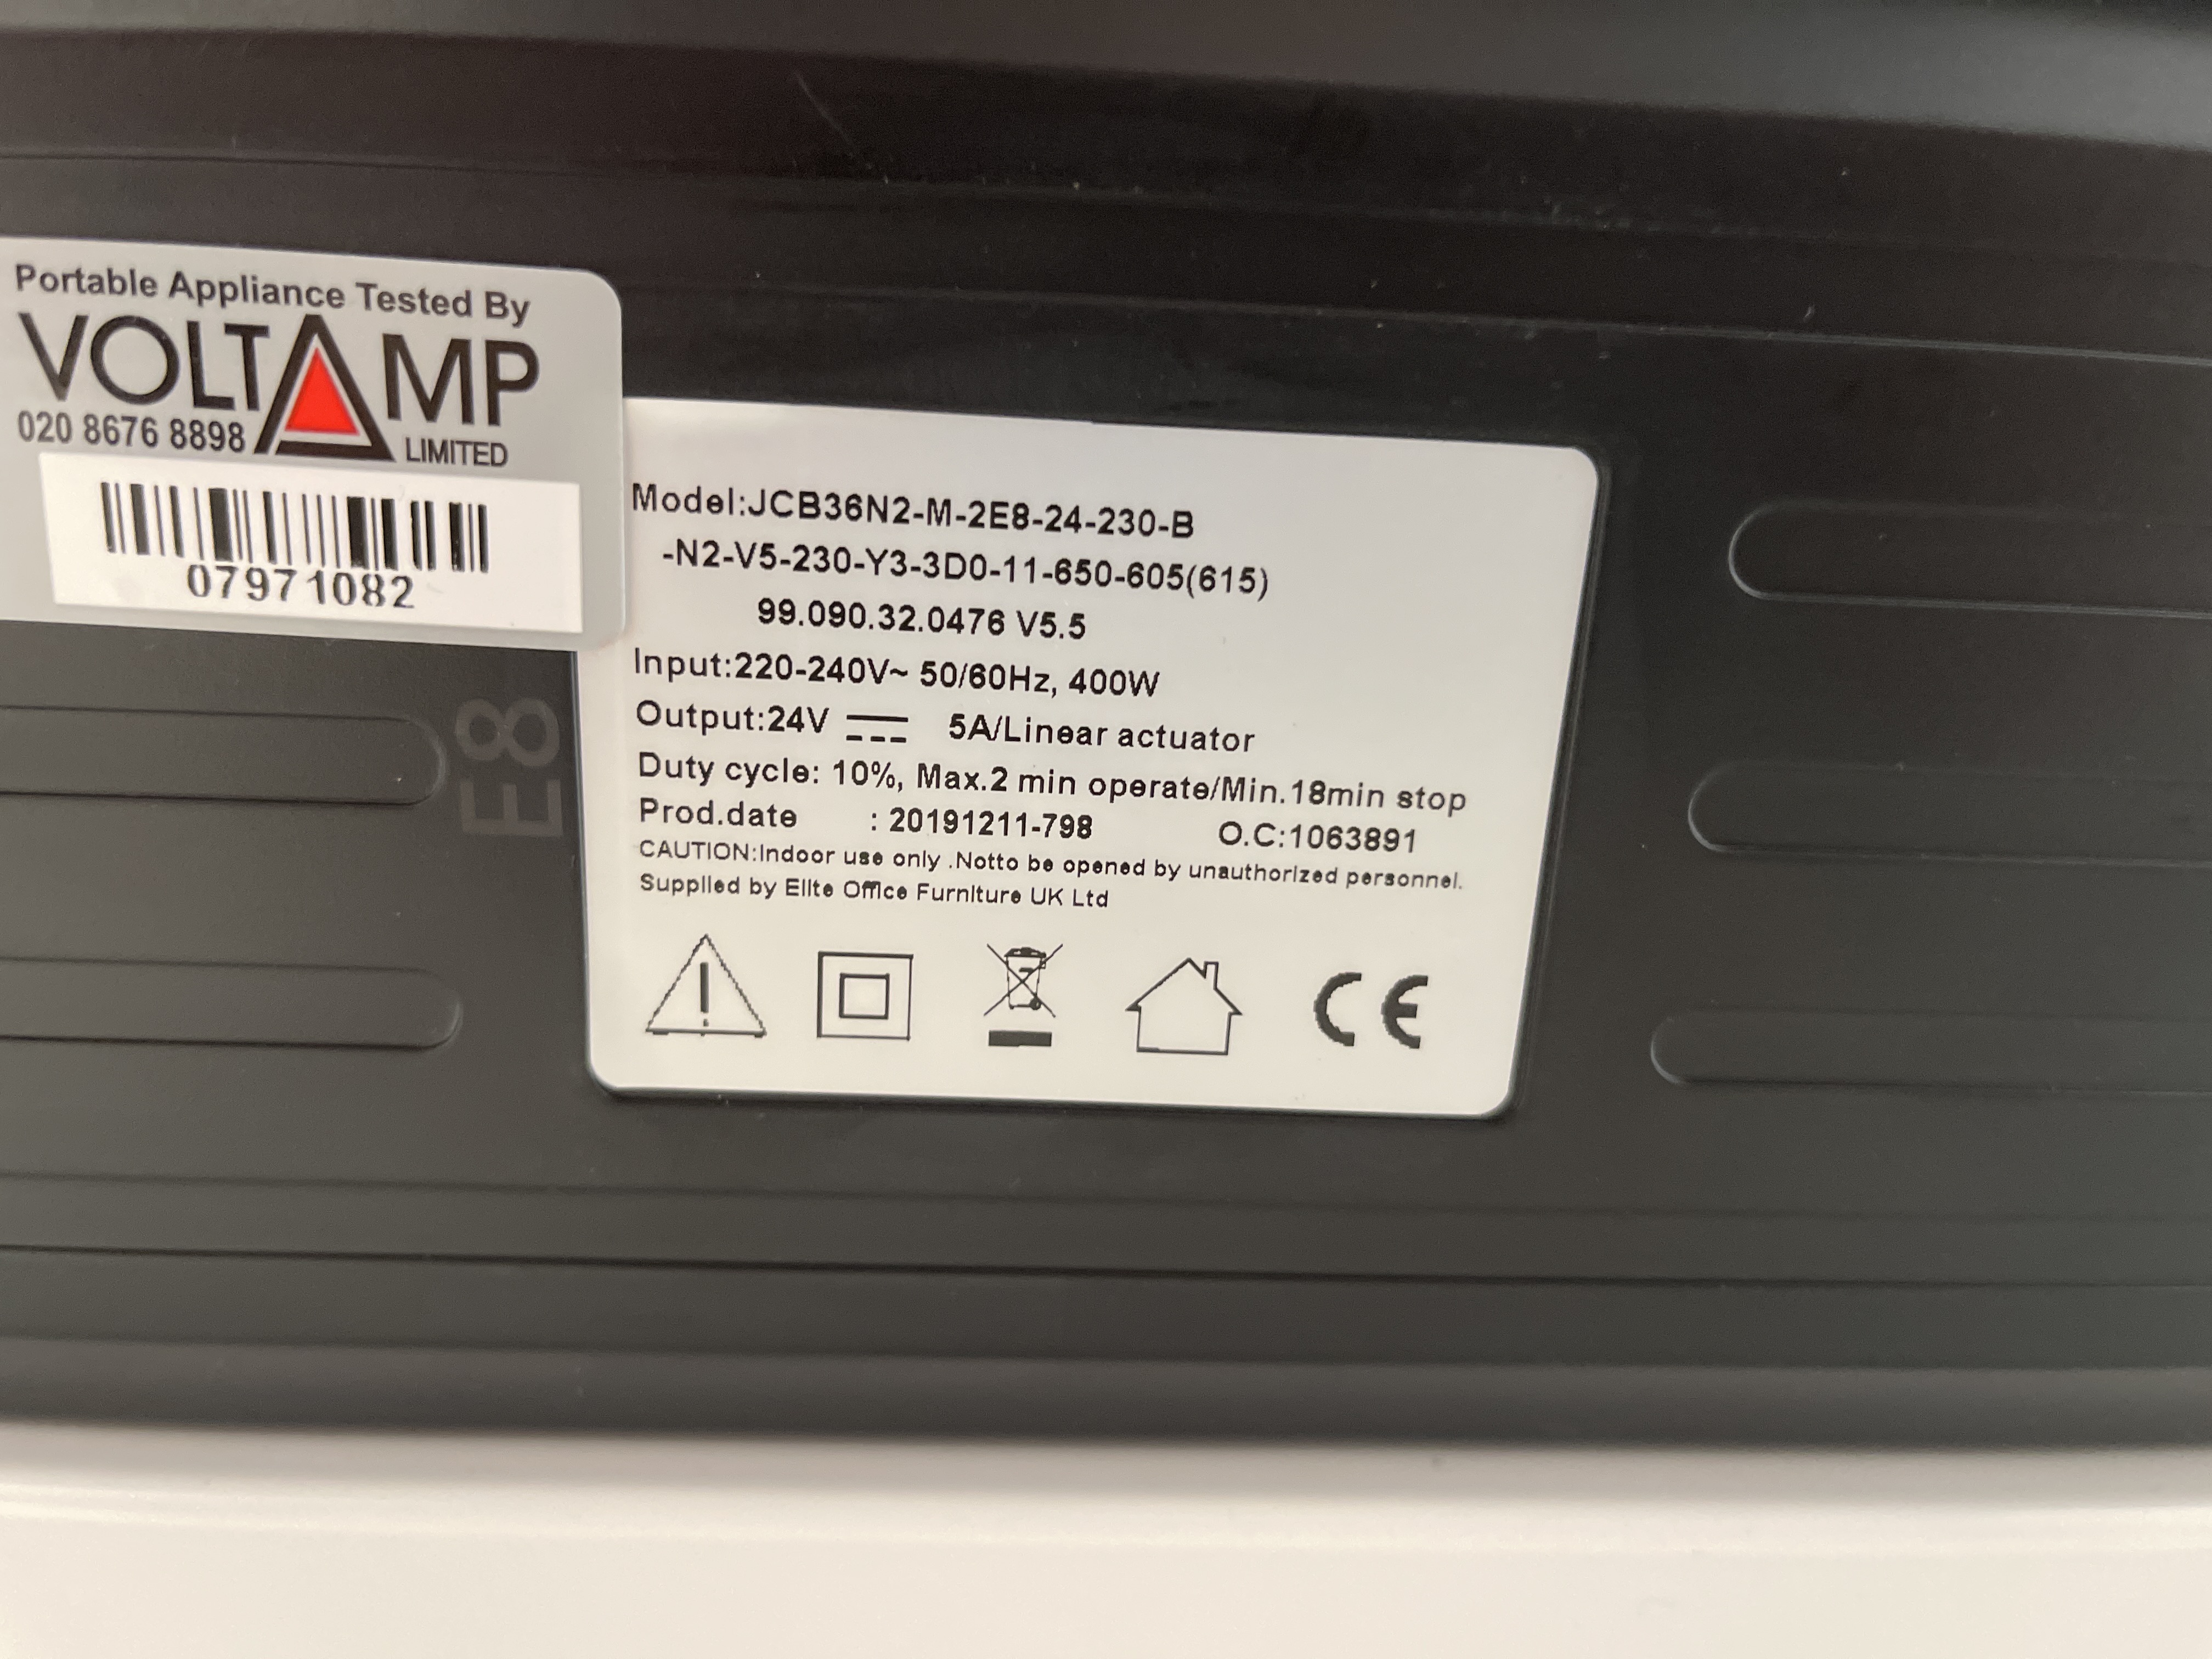 Portable Appliance Tested By
VOLTAMP
020 8676 8898
LIMITED
07971082
E8
Model:JCB36N2-M-2E8-24-230-B
-N2-V5-230-Y3-3D0-11-650-605(615)
99.090.32.0476 V5.5
Input:220-240V~ 50/60Hz, 400W
Output:24V ⎓ 5A/Linear actuator
Duty cycle: 10%, Max.2 min operate/Min.18min stop
Prod.date : 20191211-798 O.C:1063891
CAUTION:Indoor use only .Notto be opened by unauthorized personnel.
Supplied by Elite Office Furniture UK Ltd
CE